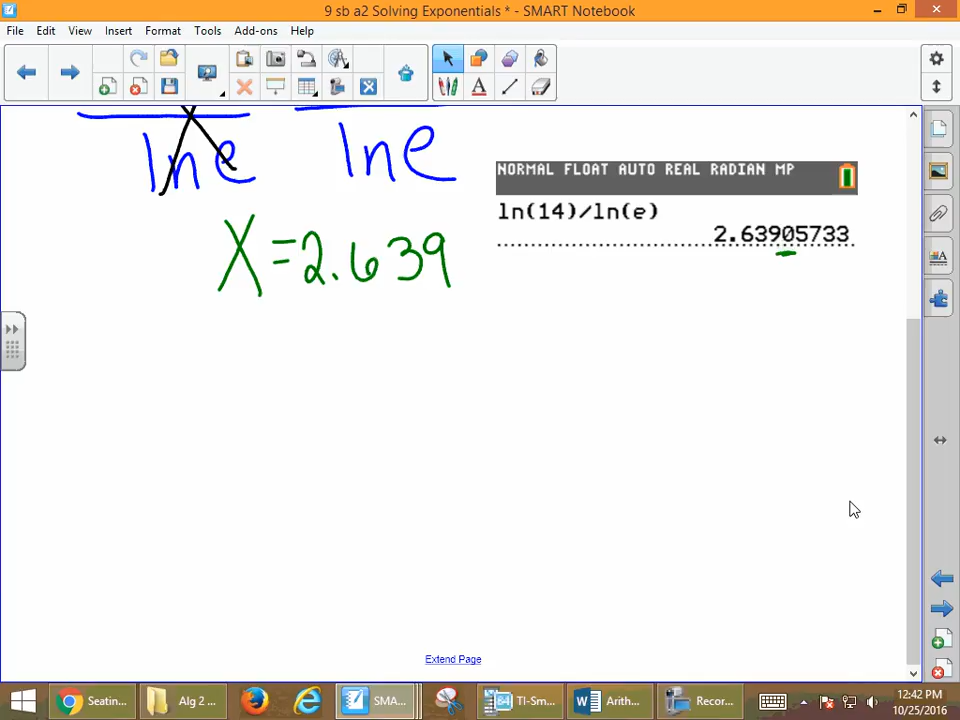 9 sb a2 Solving Exponentials * - SMART Notebook
File Edit View Insert Format Tools Add-ons Help
ln e ln e
NORMAL FLOAT AUTO REAL RADIAN MP
ln(14)/ln(e)
2.63905733
X=2.639
Extend Page
Seatin... Alg 2 ... SMA... TI-Sm... Arith... Recor...
12:42 PM
10/25/2016